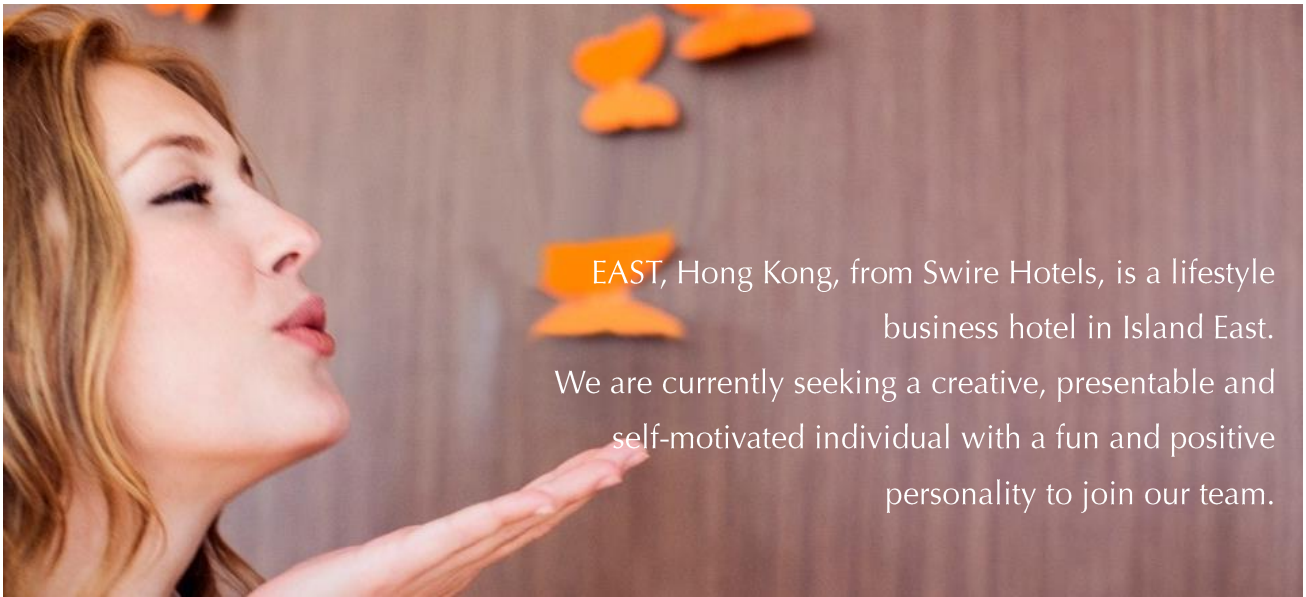 EAST, Hong Kong, from Swire Hotels, is a lifestyle
business hotel in Island East.
We are currently seeking a creative, presentable and
self-motivated individual with a fun and positive
personality to join our team.